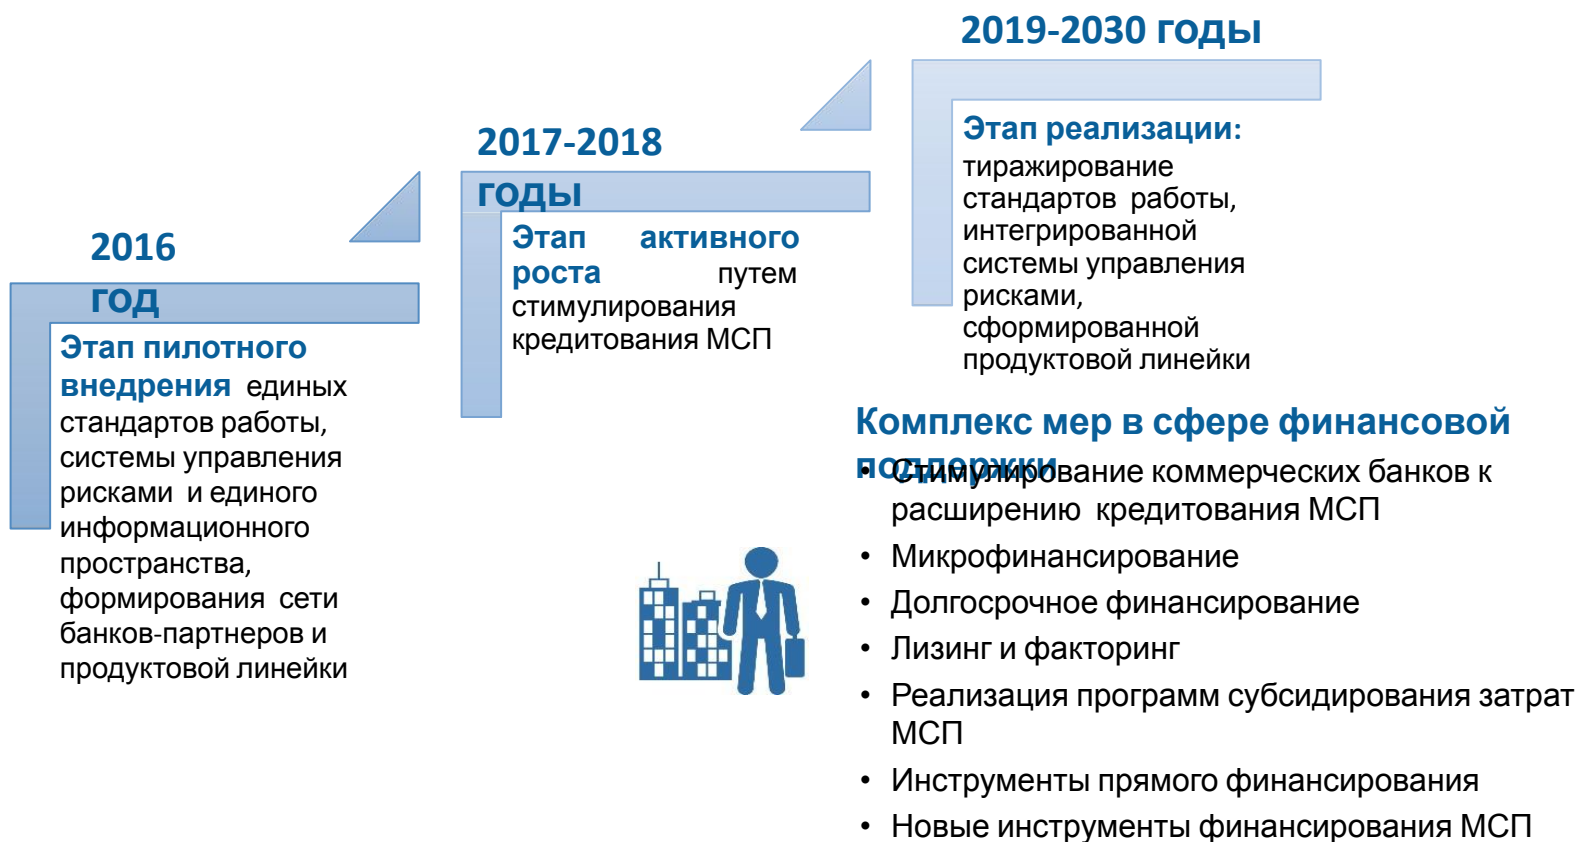 2016
год
Этап пилотного
внедрения единых
стандартов работы,
системы управления
рисками и единого
информационного
пространства,
формирования сети
банков-партнеров и
продуктовой линейки
2017-2018
годы
Этап активного
роста путем
стимулирования
кредитования МСП
2019-2030 годы
Этап реализации:
тиражирование
стандартов работы,
интегрированной
системы управления
рисками,
сформированной
продуктовой линейки
Комплекс мер в сфере финансовой
поддержки
• Стимулирование коммерческих банков к
расширению кредитования МСП
• Микрофинансирование
• Долгосрочное финансирование
• Лизинг и факторинг
• Реализация программ субсидирования затрат
МСП
• Инструменты прямого финансирования
• Новые инструменты финансирования МСП